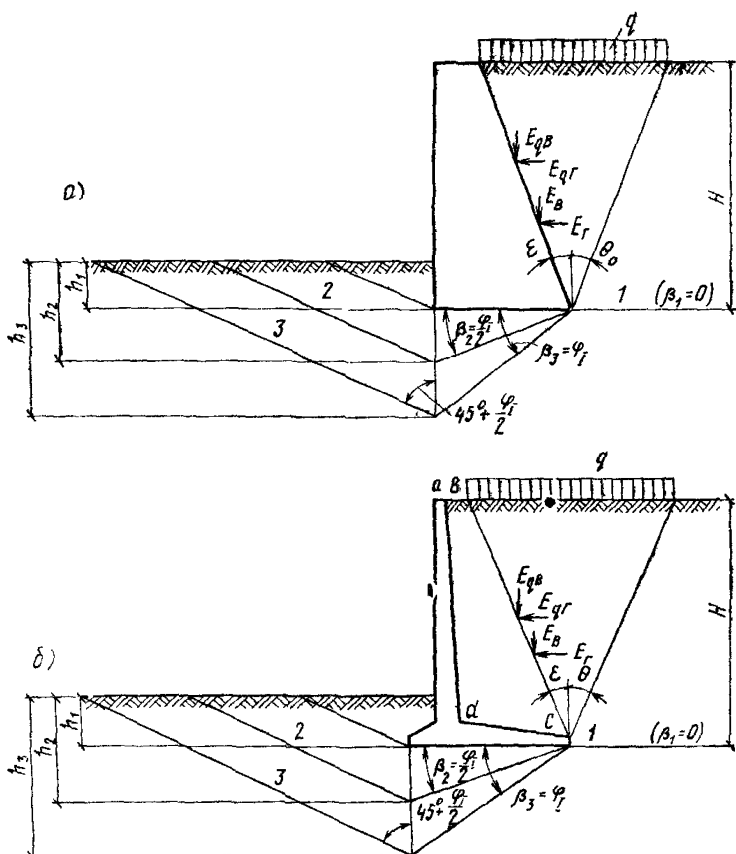 q
E_qв
E_qг
E_в
E_г
H
а)
ε
θ₀
h₁
h₂
h₃
2
3
1
(β₁=0)
β₂=φ_I/2
β₃=φ_I
45°+φ_I/2
q
a в
E_qв
E_qг
E_в
E_г
H
б)
ε
θ
d
c
h₁
h₂
h₃
2
3
1
(β₁=0)
β₂=φ_I/2
β₃=φ_I
45°+φ_I/2